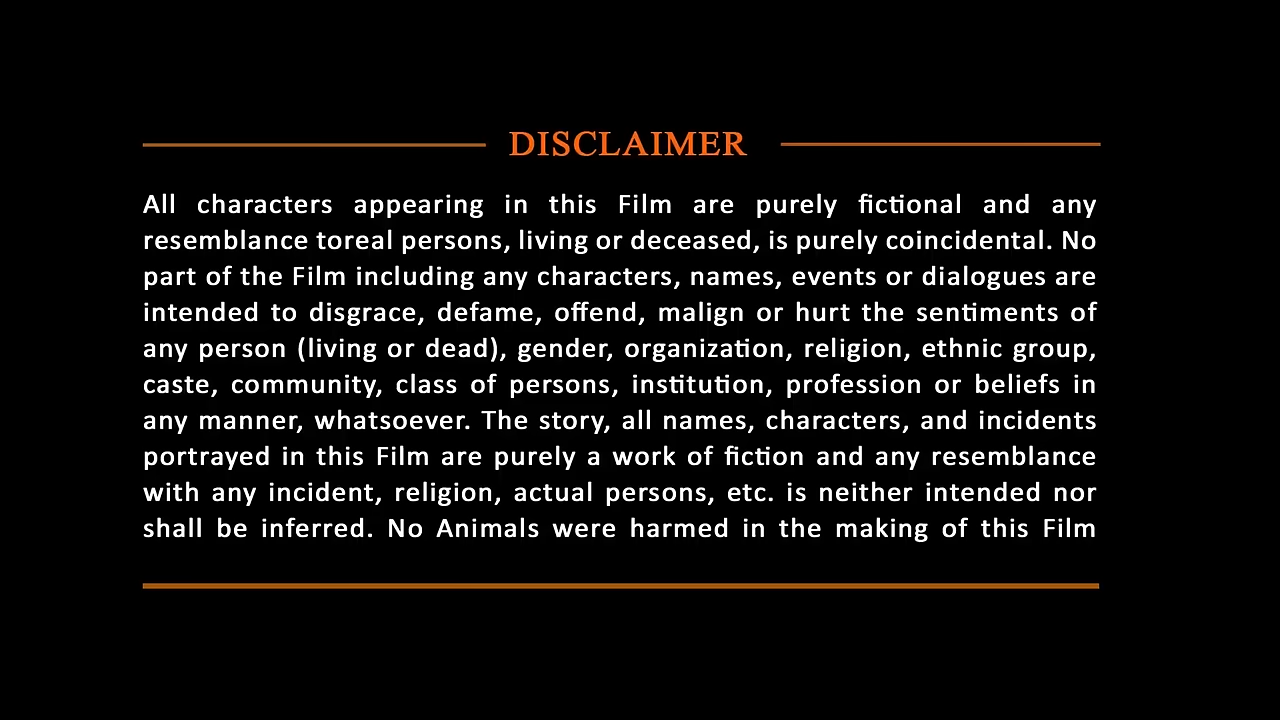 DISCLAIMER
All characters appearing in this Film are purely fictional and any
resemblance toreal persons, living or deceased, is purely coincidental. No
part of the Film including any characters, names, events or dialogues are
intended to disgrace, defame, offend, malign or hurt the sentiments of
any person (living or dead), gender, organization, religion, ethnic group,
caste, community, class of persons, institution, profession or beliefs in
any manner, whatsoever. The story, all names, characters, and incidents
portrayed in this Film are purely a work of fiction and any resemblance
with any incident, religion, actual persons, etc. is neither intended nor
shall be inferred. No Animals were harmed in the making of this Film